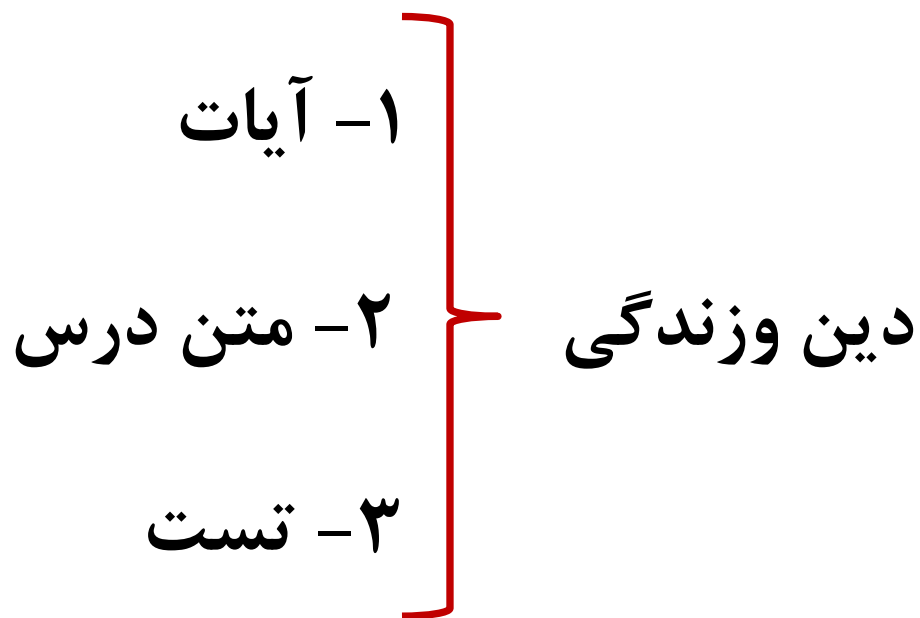 دین وزندگی
۱- آیات
۲- متن درس
۳- تست